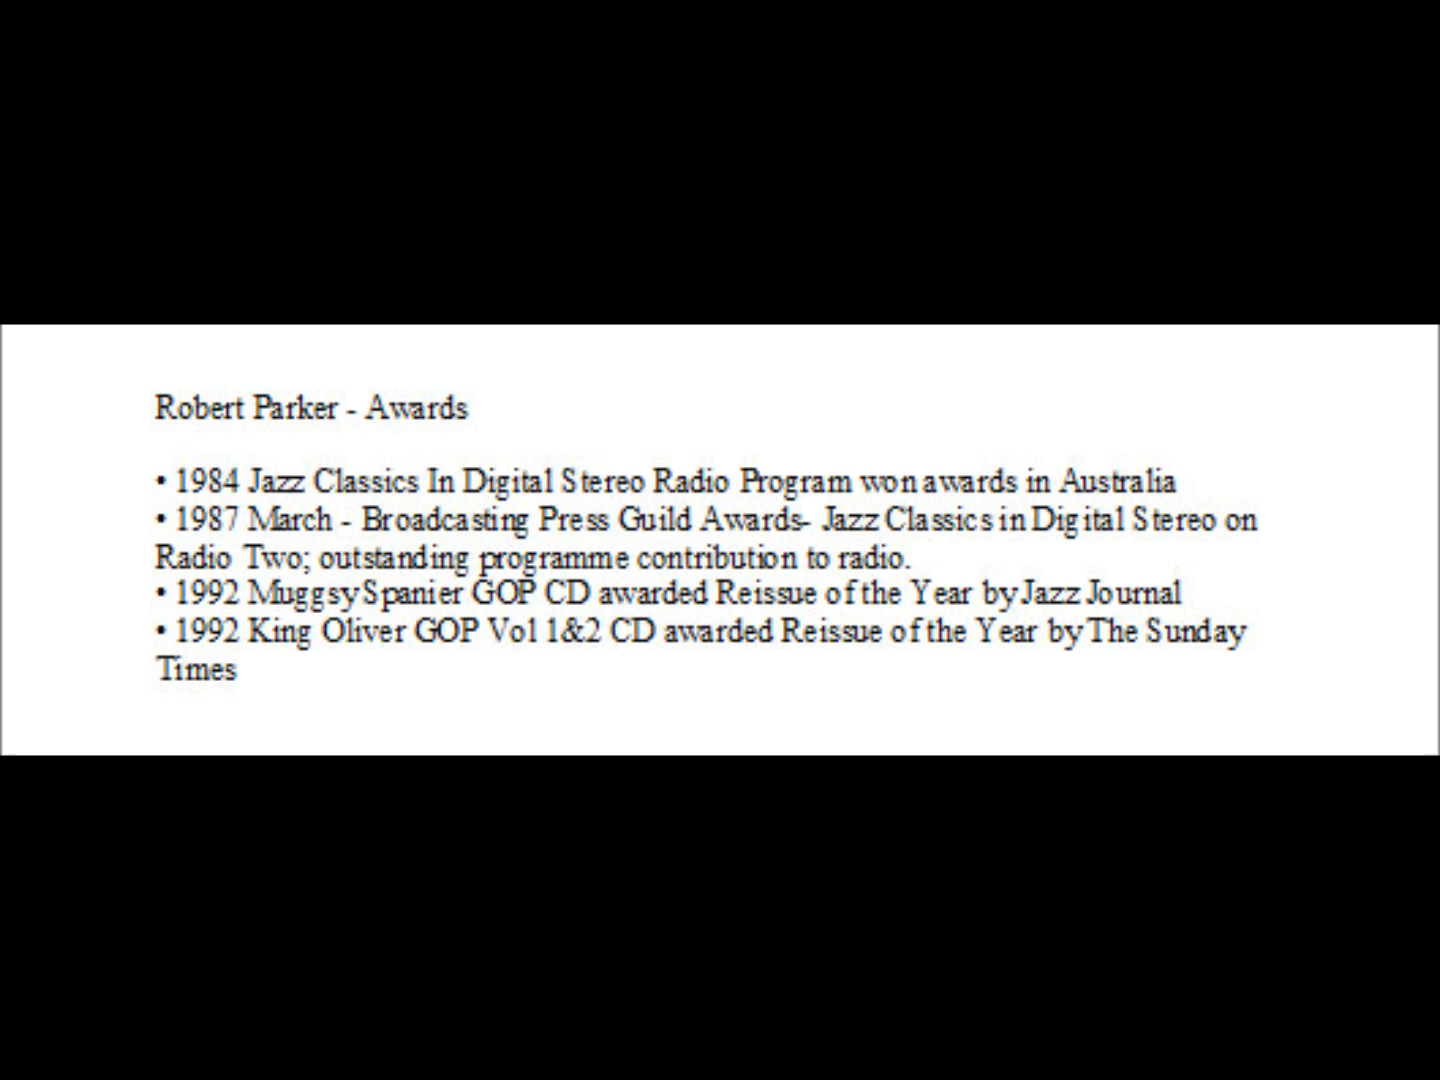 Robert Parker - Awards
• 1984 Jazz Classics In Digital Stereo Radio Program won awards in Australia
• 1987 March - Broadcasting Press Guild Awards- Jazz Classics in Digital Stereo on
Radio Two; outstanding programme contribution to radio.
• 1992 Muggsy Spanier GOP CD awarded Reissue of the Year by Jazz Journal
• 1992 King Oliver GOP Vol 1&2 CD awarded Reissue of the Year by The Sunday
Times